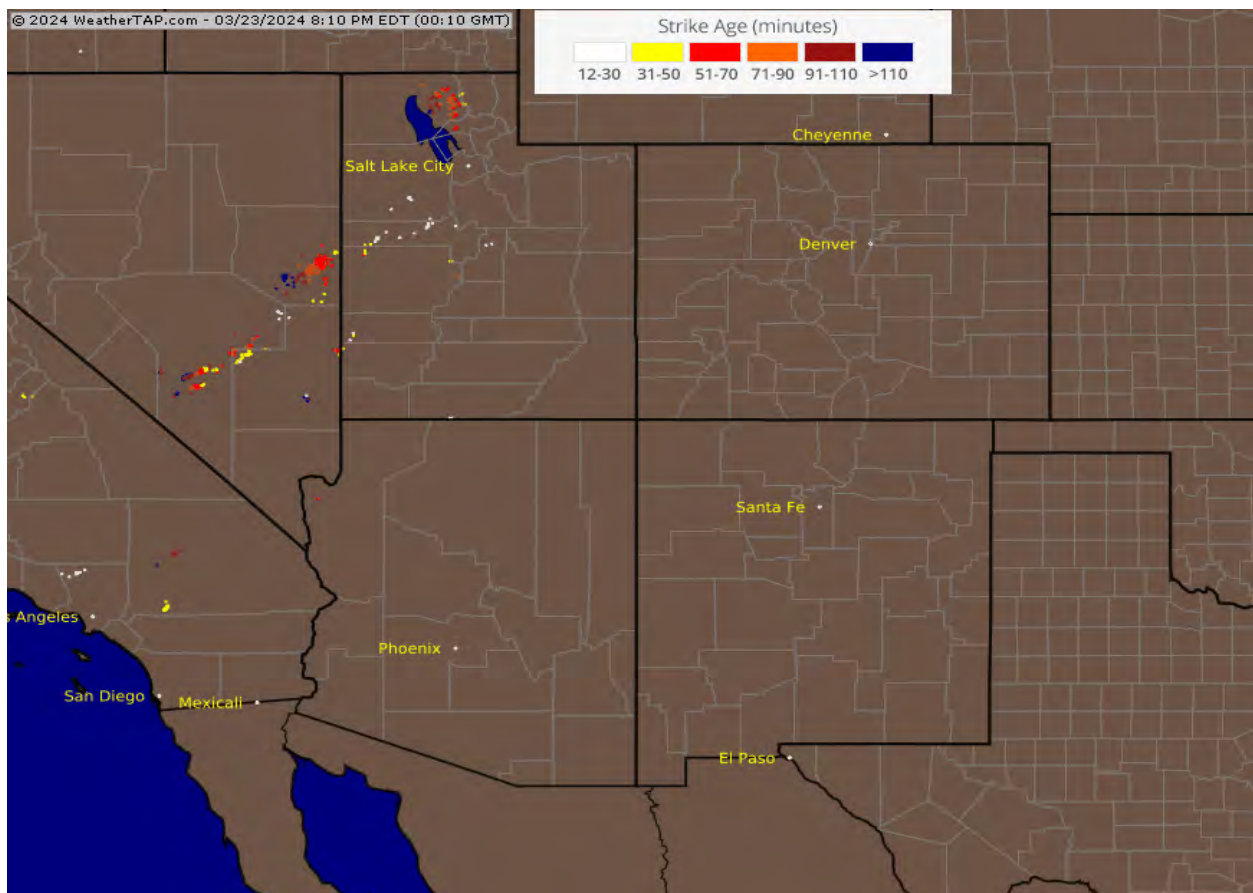 © 2024 WeatherTAP.com - 03/23/2024 8:10 PM EDT (00:10 GMT)
Strike Age (minutes)
12-30 31-50 51-70 71-90 91-110 >110
Cheyenne
Salt Lake City
Denver
Santa Fe
s Angeles
Phoenix
San Diego
Mexicali
El Paso